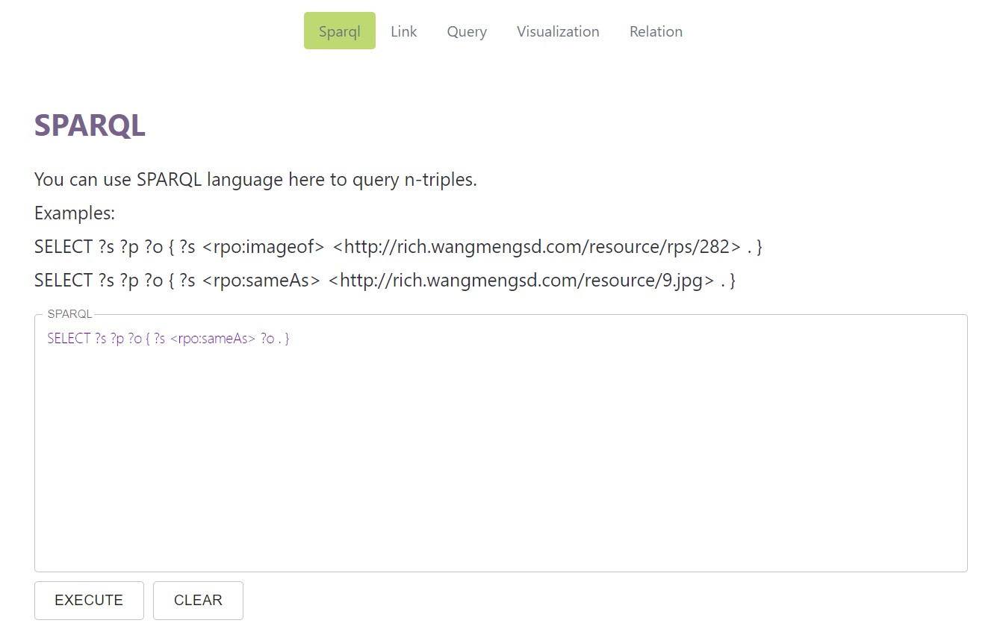 Sparql Link Query Visualization Relation
SPARQL
You can use SPARQL language here to query n-triples.
Examples:
SELECT ?s ?p ?o { ?s <rpo:imageof> <http://rich.wangmengsd.com/resource/rps/282> . }
SELECT ?s ?p ?o { ?s <rpo:sameAs> <http://rich.wangmengsd.com/resource/9.jpg> . }
SPARQL
SELECT ?s ?p ?o { ?s <rpo:sameAs> ?o . }
EXECUTE CLEAR